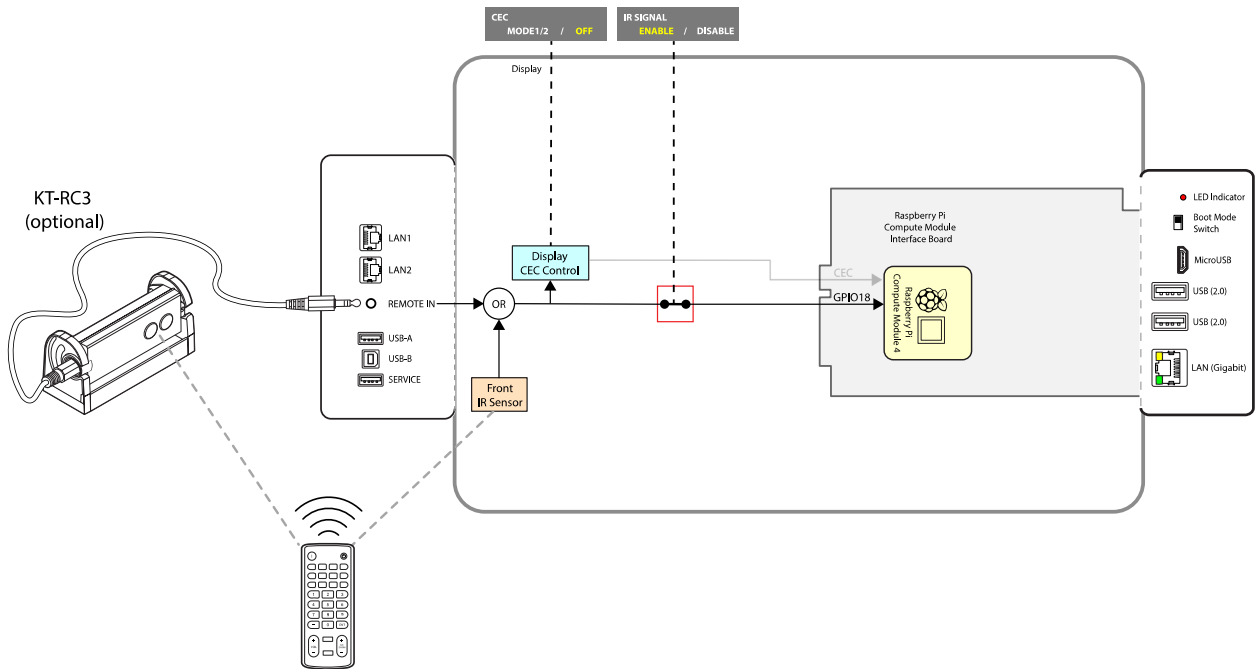 CEC
MODE1/2 / OFF
IR SIGNAL
ENABLE / DISABLE
Display
KT-RC3
(optional)
LAN1
LAN2
REMOTE IN
USB-A
USB-B
SERVICE
OR
Display
CEC Control
Front
IR Sensor
Raspberry Pi
Compute Module
Interface Board
CEC
GPIO18
Raspberry Pi
Compute Module 4
LED Indicator
Boot Mode
Switch
MicroUSB
USB (2.0)
USB (2.0)
LAN (Gigabit)